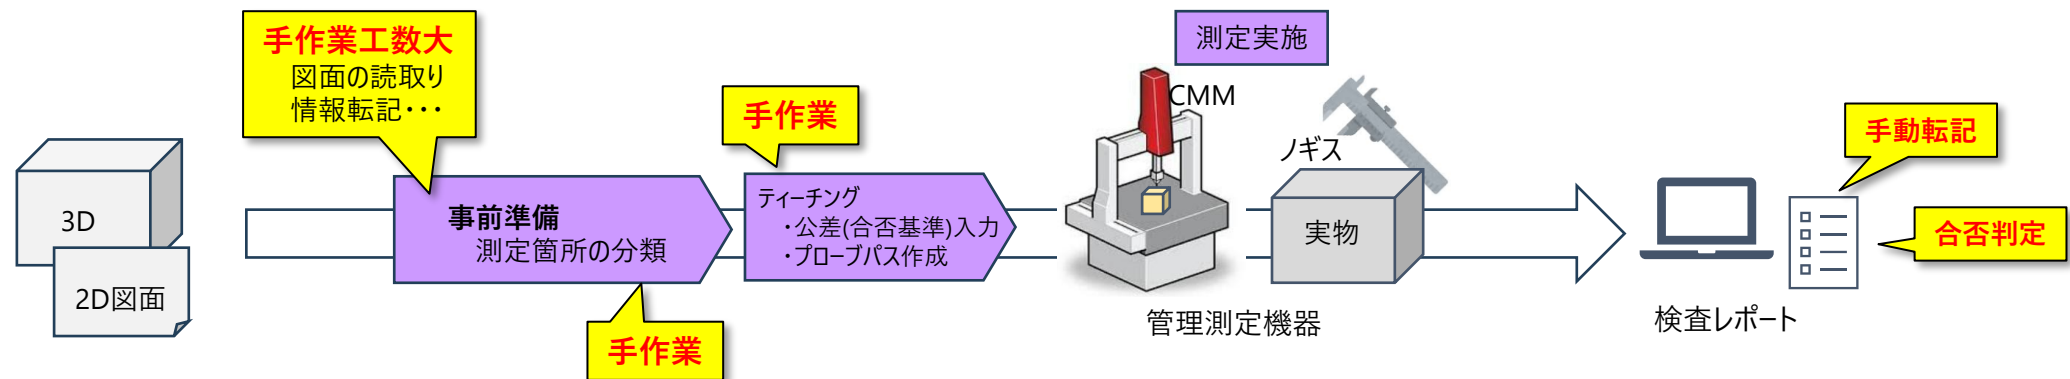 3D
2D図面
手作業工数大
図面の読取り
情報転記・・・
事前準備
測定箇所の分類
手作業
手作業
ティーチング
・公差(合否基準)入力
・プローブパス作成
測定実施
CMM
ノギス
実物
管理測定機器
手動転記
合否判定
検査レポート